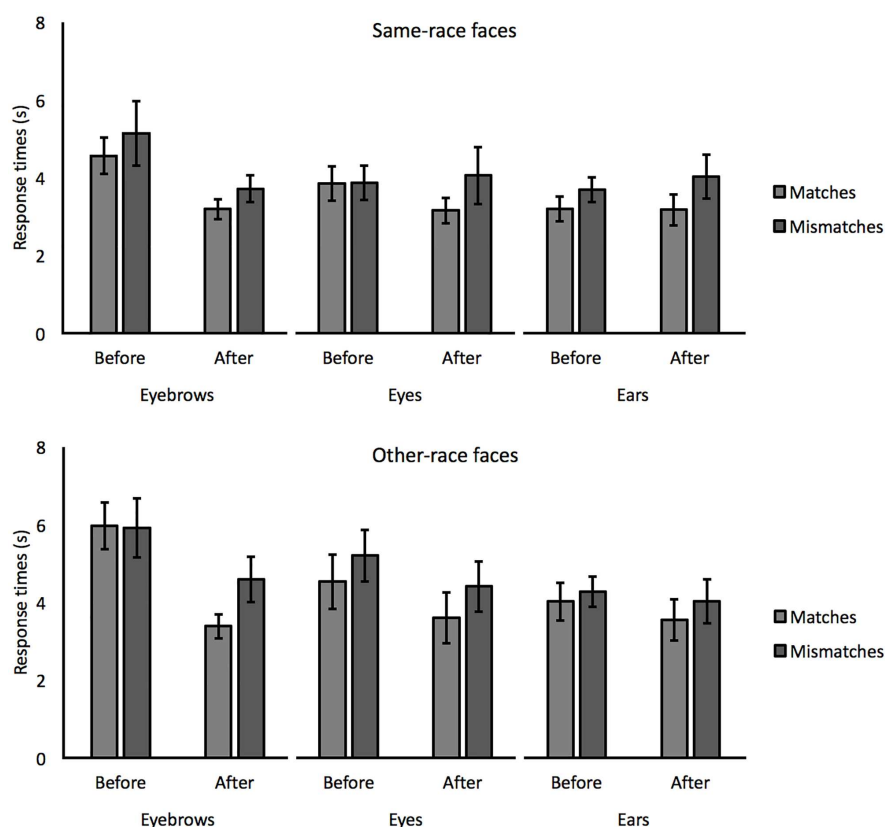 Same-race faces
Response times (s)
8
6
4
2
0
Matches
Mismatches
Before After Before After Before After
Eyebrows Eyes Ears
Other-race faces
Response times (s)
8
6
4
2
0
Matches
Mismatches
Before After Before After Before After
Eyebrows Eyes Ears